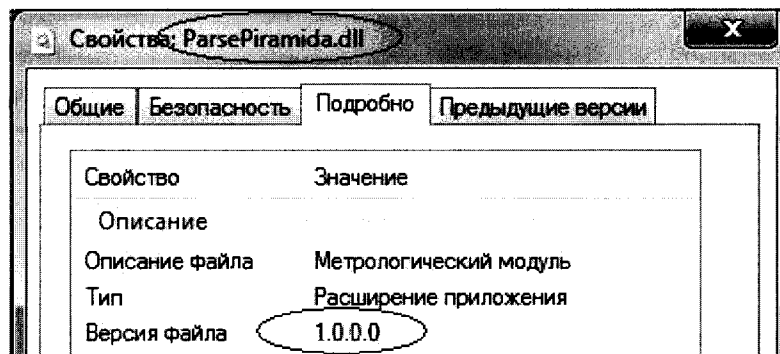 Свойства: ParsePiramida.dll
X
Общие Безопасность Подробно Предыдущие версии
Свойство Значение
Описание
Описание файла Метрологический модуль
Тип Расширение приложения
Версия файла 1.0.0.0